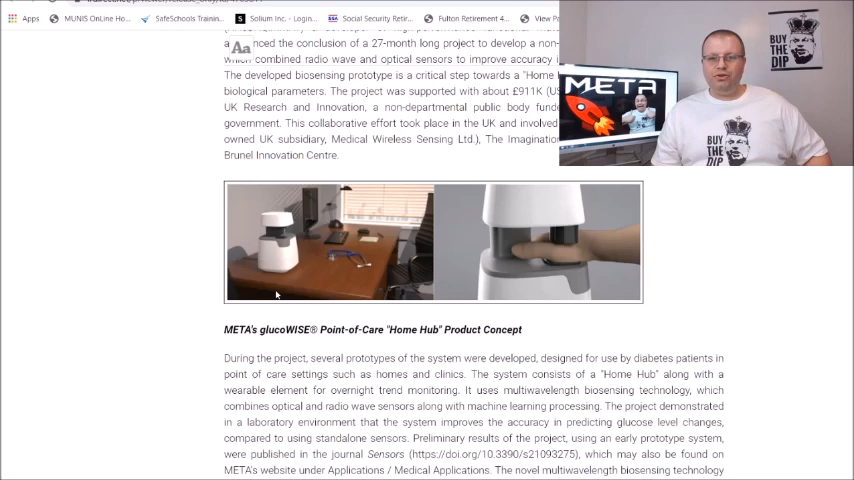 Apps
MUNIS OnLine Ho...
SafeSchools Trainin...
Solium Inc. - Login...
Social Security Retir...
Fulton Retirement 4...
View Pa
Aa
nced the conclusion of a 27-month long project to develop a non-
which combined radio wave and optical sensors to improve accuracy i
The developed biosensing prototype is a critical step towards a "Home
biological parameters. The project was supported with about £911K (US
UK Research and Innovation, a non-departmental public body fund
government. This collaborative effort took place in the UK and involved
owned UK subsidiary, Medical Wireless Sensing Ltd.), The Imagination
Brunel Innovation Centre.
META
BUY
THE
DIP
BUY
THE
DIP
META's glucoWISE® Point-of-Care "Home Hub" Product Concept
During the project, several prototypes of the system were developed, designed for use by diabetes patients in
point of care settings such as homes and clinics. The system consists of a "Home Hub" along with a
wearable element for overnight trend monitoring. It uses multiwavelength biosensing technology, which
combines optical and radio wave sensors along with machine learning processing. The project demonstrated
in a laboratory environment that the system improves the accuracy in predicting glucose level changes,
compared to using standalone sensors. Preliminary results of the project, using an early prototype system,
were published in the journal Sensors (https://doi.org/10.3390/s21093275), which may also be found on
META's website under Applications / Medical Applications. The novel multiwavelength biosensing technology